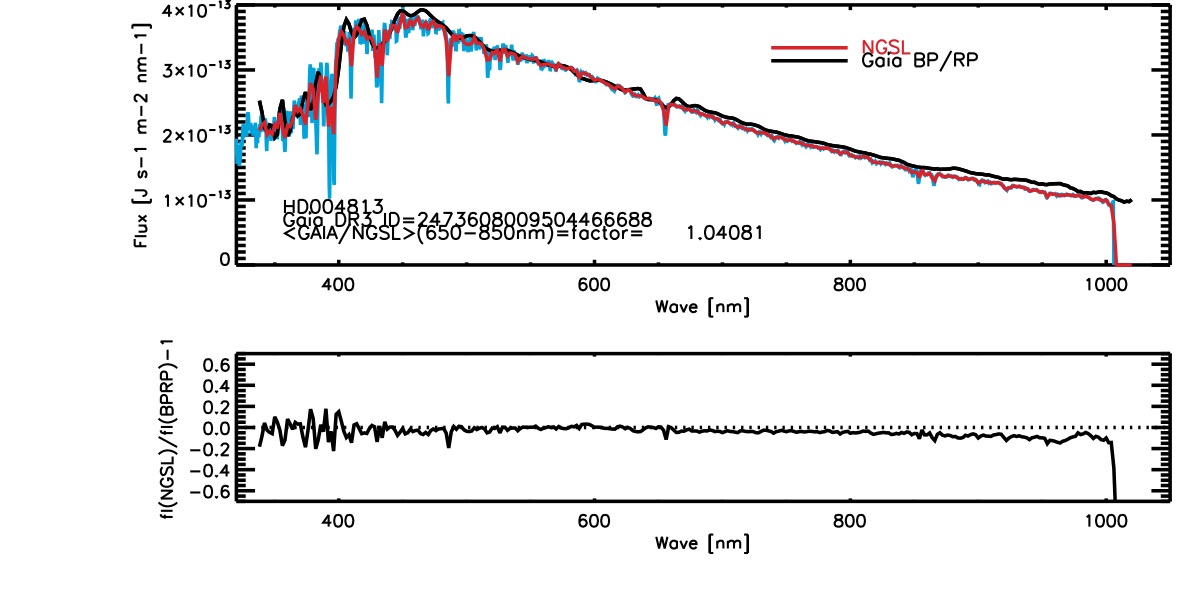 4×10−13
3×10−13
2×10−13
1×10−13
0
Flux [J s−1 m−2 nm−1]
NGSL
Gaia BP/RP
HD004813
Gaia DR3 ID=2473608009504466688
<GAIA/NGSL>(650−850nm)=factor= 1.04081
400 600 800 1000
Wave [nm]
0.6
0.4
0.2
0.0
−0.2
−0.4
−0.6
fl(NGSL)/fl(BPRP)−1
400 600 800 1000
Wave [nm]